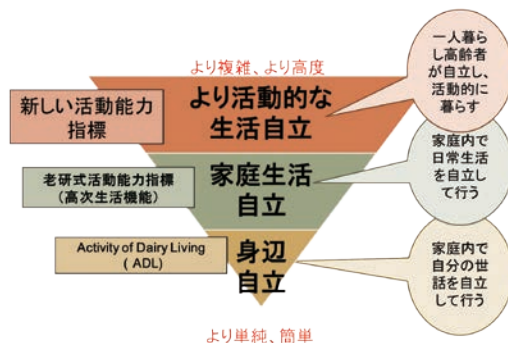 より複雑、より高度
新しい活動能力
指標
より活動的な
生活自立
一人暮ら
し高齢者
が自立し、
活動的に
暮らす
老研式活動能力指標
(高次生活機能)
家庭生活
自立
家庭内で
日常生活
を自立し
て行う
Activity of Dairy Living
( ADL)
身辺
自立
家庭内で
自分の世
話を自立
して行う
より単純、簡単